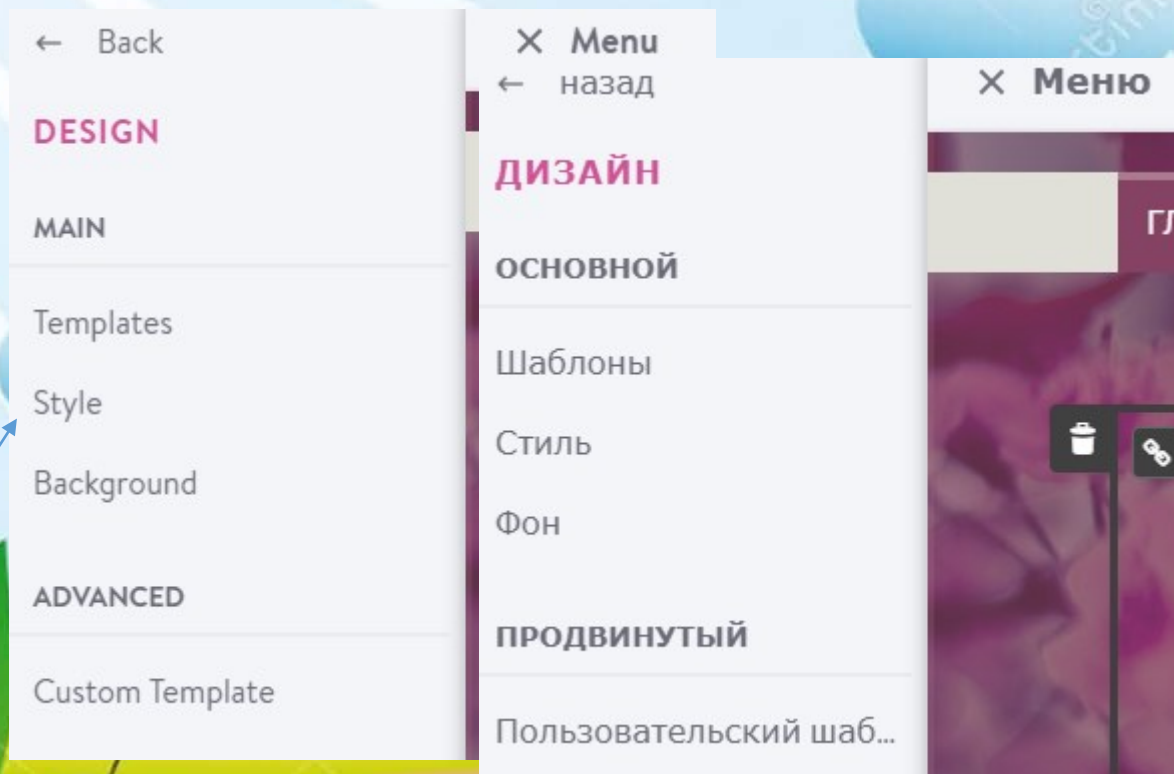 ← Back
DESIGN
MAIN
Templates
Style
Background
ADVANCED
Custom Template
× Menu
← назад
ДИЗАЙН
ОСНОВНОЙ
Шаблоны
Стиль
Фон
ПРОДВИНУТЫЙ
Пользовательский шаб...
× Меню
ГЛ